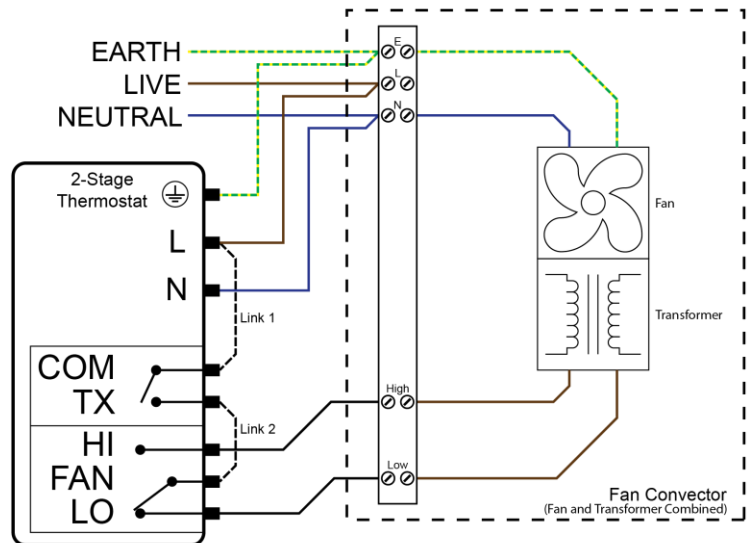 EARTH
LIVE
NEUTRAL
E
L
N
2-Stage
Thermostat
L
N
Link 1
COM
TX
Link 2
HI
FAN
LO
High
Low
Fan
Transformer
Fan Convector
(Fan and Transformer Combined)